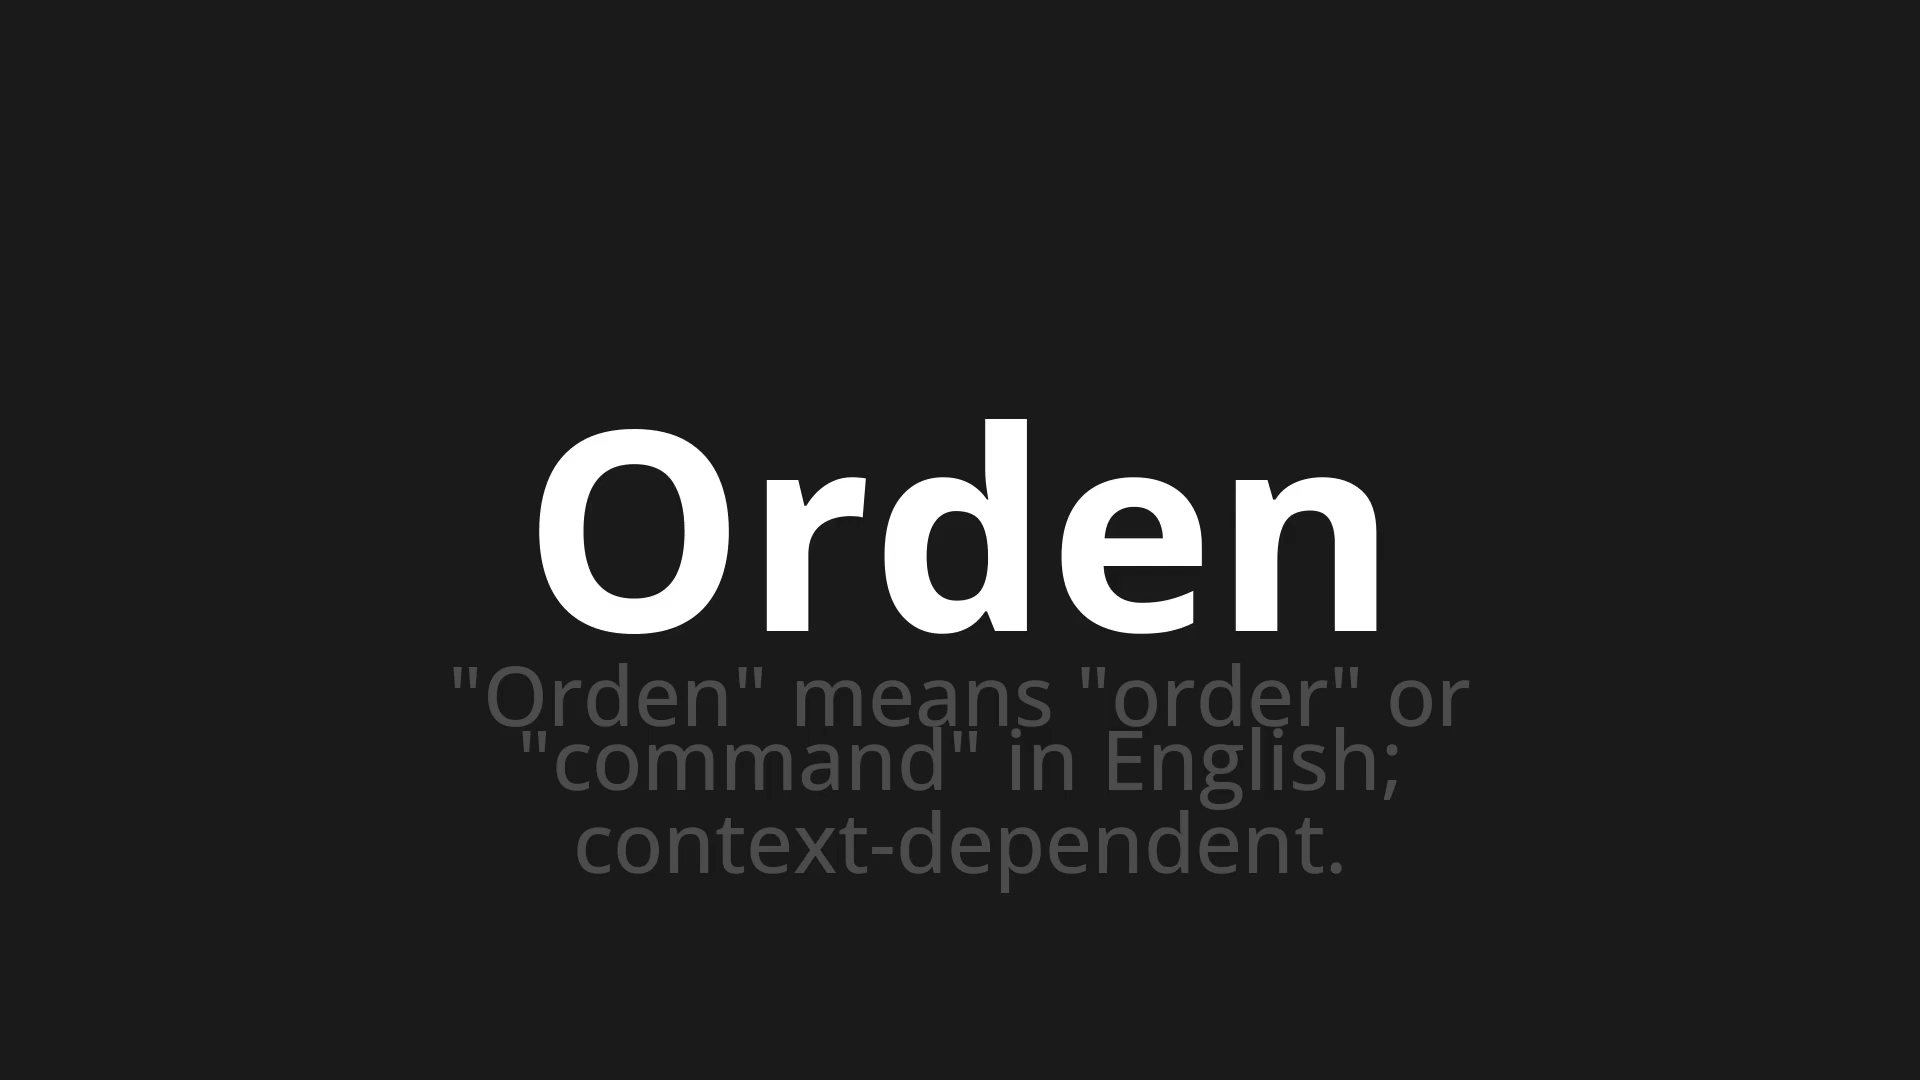 Orden
"Orden" means "order" or
"command" in English;
context-dependent.